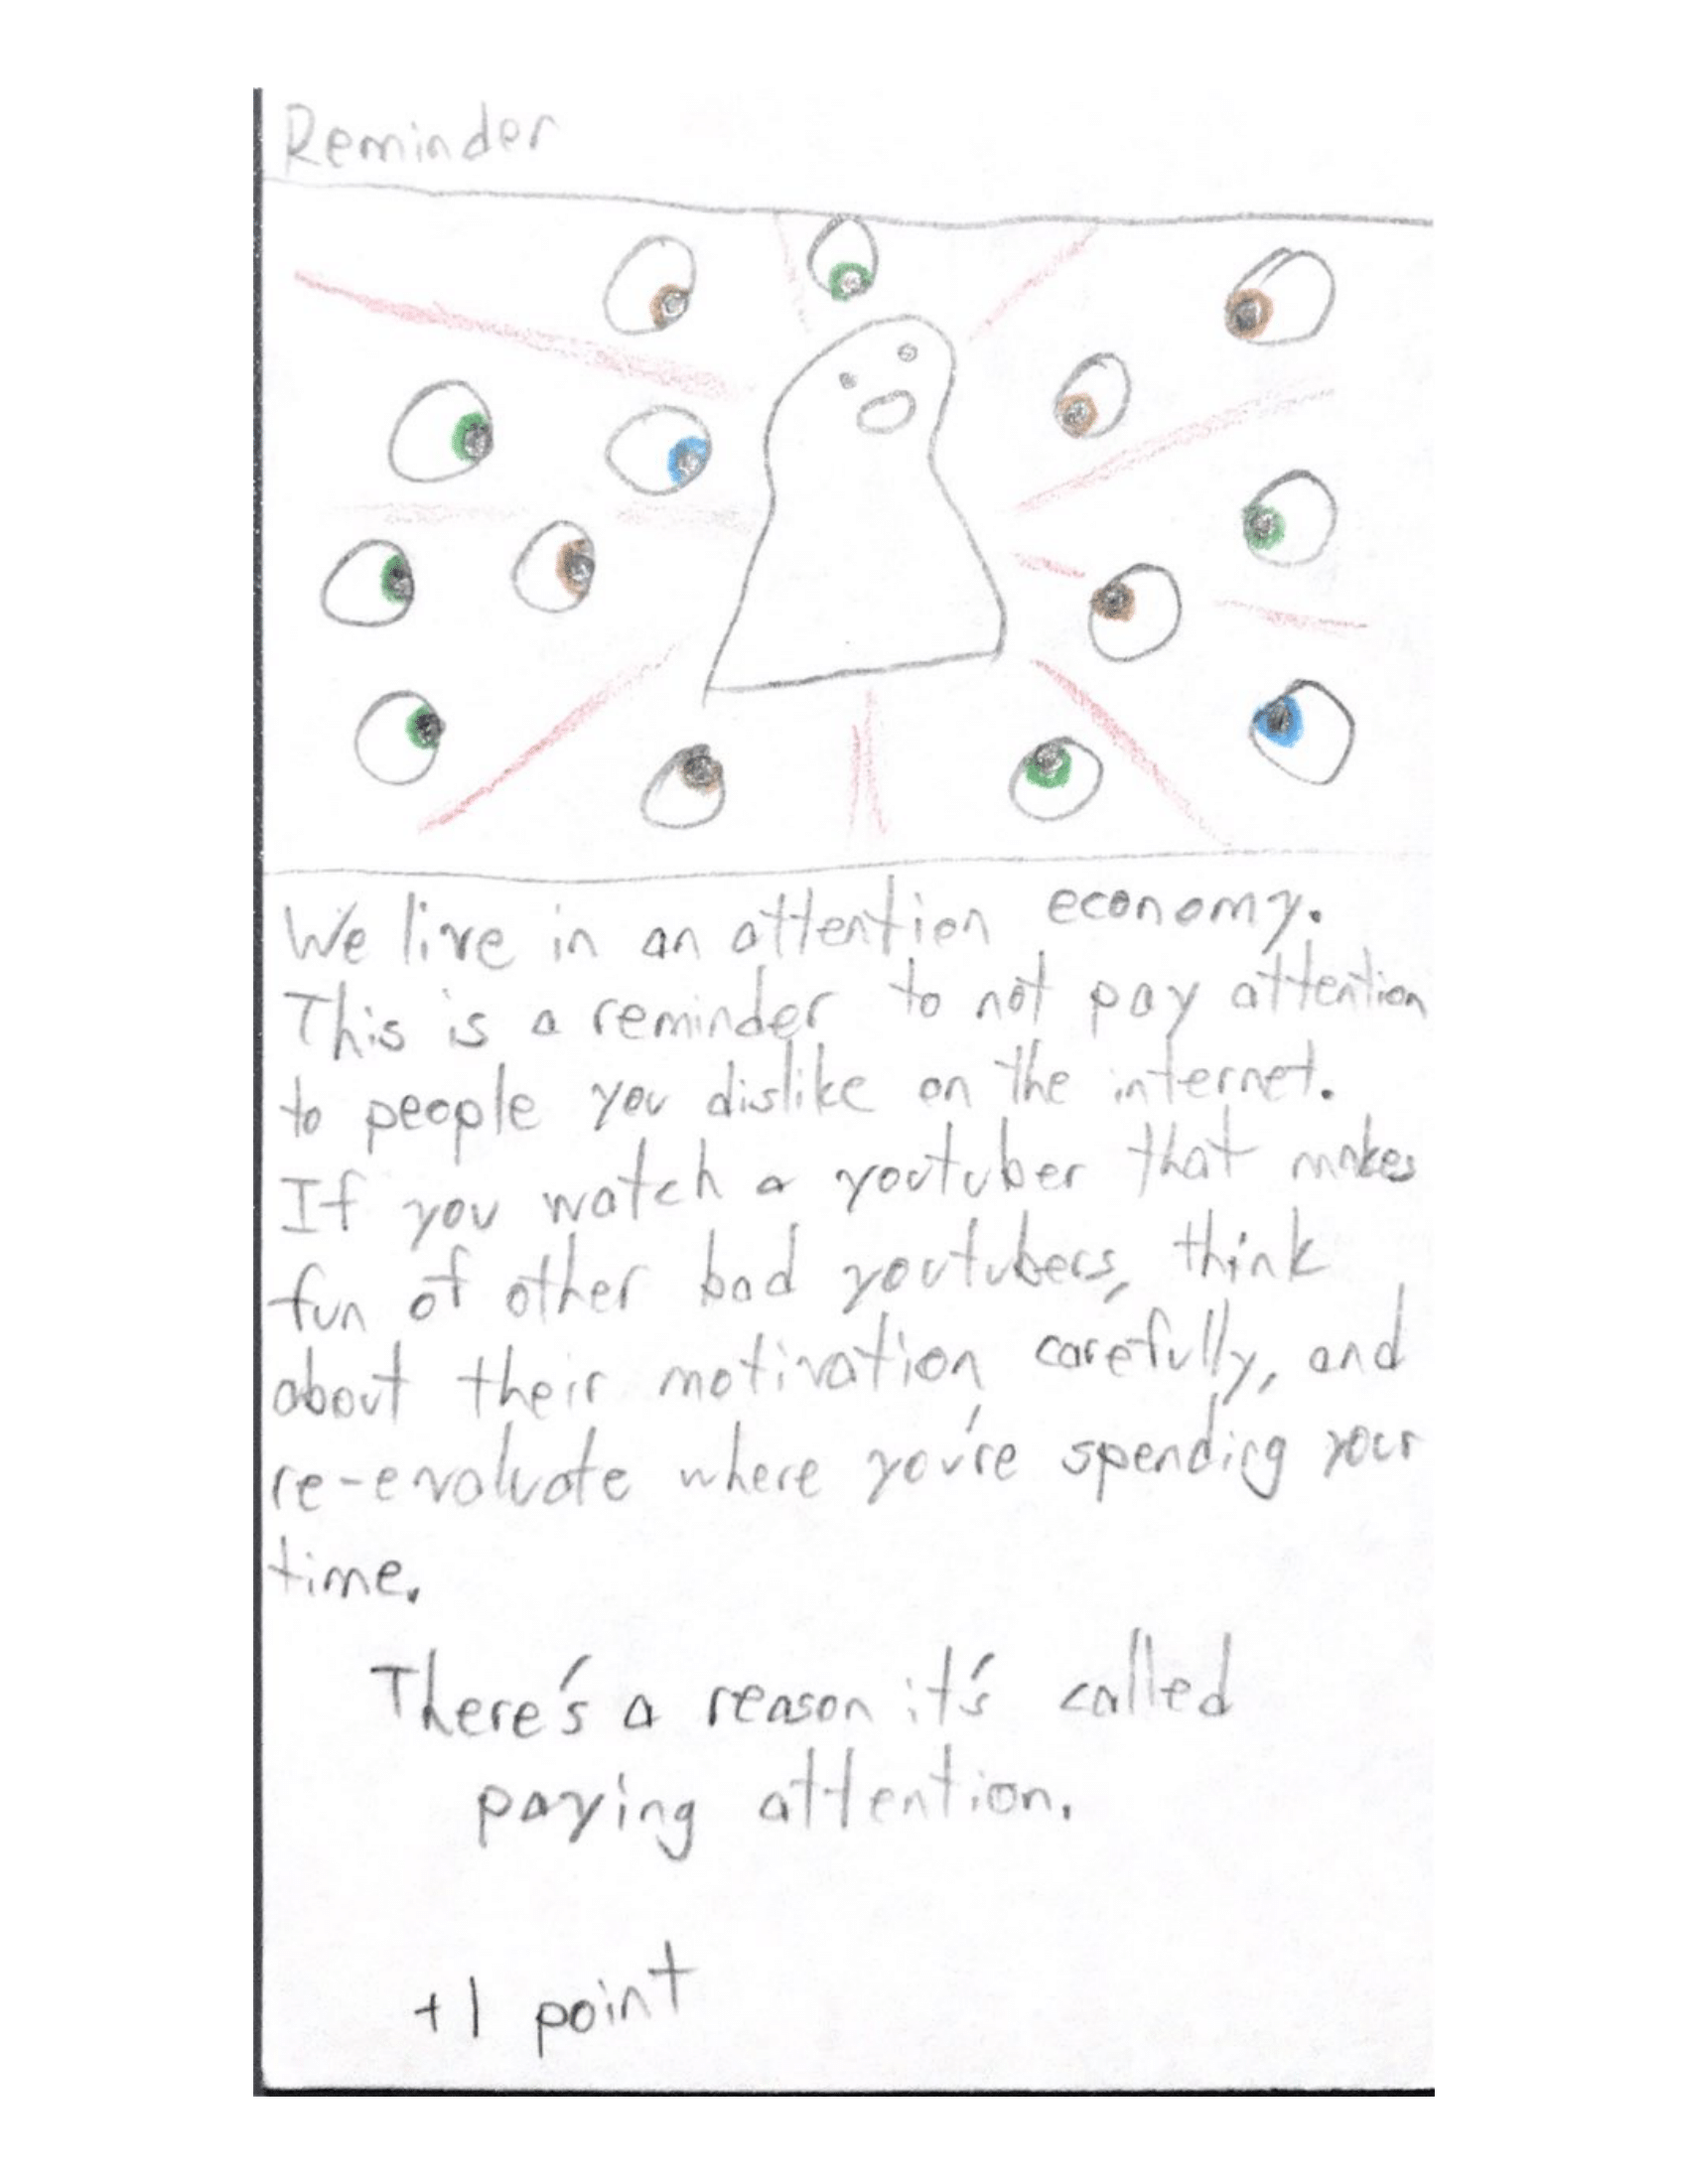 Reminder
We live in an attention economy.
This is a reminder to not pay attention
to people you dislike on the internet.
If you watch a youtuber that makes
fun of other bad youtubers, think
about their motivation carefully, and
re-evaluate where you're spending your
time.
There's a reason it's called
paying attention.
+1 point